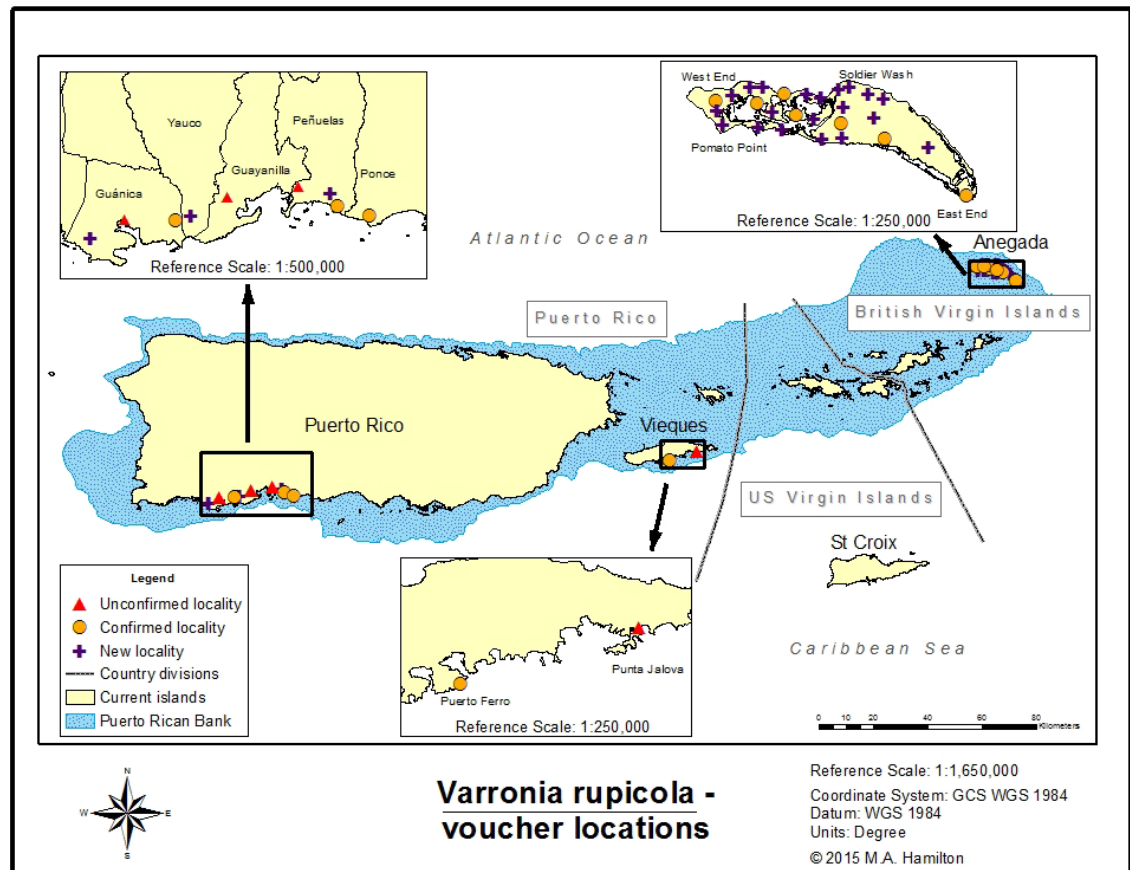 Yauco
Peñuelas
Guayanilla
Ponce
Guánica
Reference Scale: 1:500,000
West End
Soldier Wash
Pomato Point
East End
Reference Scale: 1:250,000
Atlantic Ocean
Anegada
Puerto Rico
British Virgin Islands
Puerto Rico
Vieques
US Virgin Islands
St Croix
Punta Jalova
Puerto Ferro
Reference Scale: 1:250,000
Caribbean Sea
Legend
Unconfirmed locality
Confirmed locality
New locality
Country divisions
Current islands
Puerto Rican Bank
0 5 10 20 40 60 80
Kilometers
N
W E
S
Varronia rupicola -
voucher locations
Reference Scale: 1:1,650,000
Coordinate System: GCS WGS 1984
Datum: WGS 1984
Units: Degree
© 2015 M.A. Hamilton